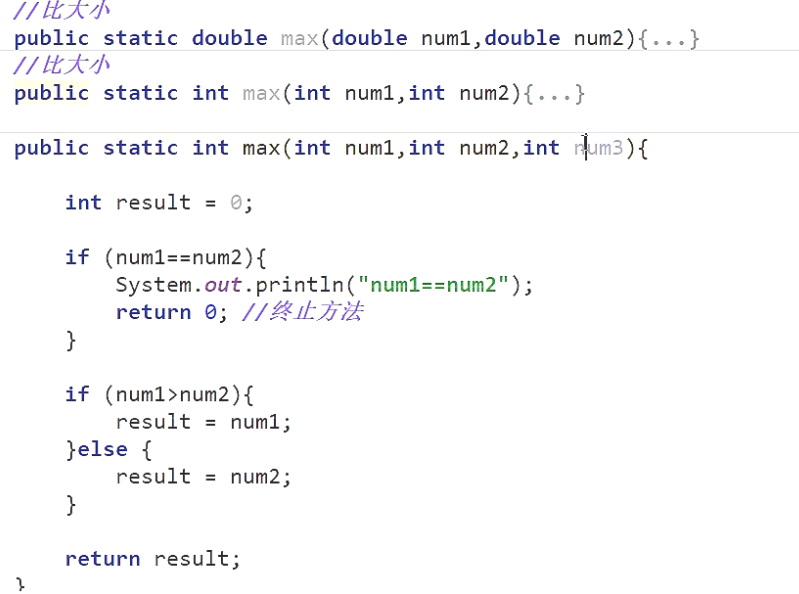 //比大小
public static double max(double num1,double num2){...}
//比大小
public static int max(int num1,int num2){...}
public static int max(int num1,int num2,int num3){
int result = 0;
if (num1==num2){
System.out.println("num1==num2");
return 0; //终止方法
}
if (num1>num2){
result = num1;
}else {
result = num2;
}
return result;
}